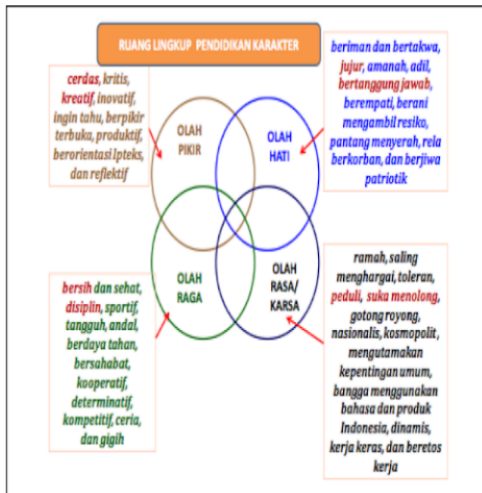 RUANG LINGKUP PENDIDIKAN KARAKTER
cerdas, kritis,
kreatif, inovatif,
ingin tahu, berpikir
terbuka, produktif,
berorientasi Ipteks,
dan reflektif
beriman dan bertakwa,
jujur, amanah, adil,
bertanggung jawab,
berempati, berani
mengambil resiko,
pantang menyerah, rela
berkorban, dan berjiwa
patriotik
OLAH
PIKIR
OLAH
HATI
OLAH
RAGA
OLAH
RASA/
KARSA
bersih dan sehat,
disiplin, sportif,
tangguh, andal,
berdaya tahan,
bersahabat,
kooperatif,
determinatif,
kompetitif, ceria,
dan gigih
ramah, saling
menghargai, toleran,
peduli, suka menolong,
gotong royong,
nasionalis, kosmopolit,
mengutamakan
kepentingan umum,
bangga menggunakan
bahasa dan produk
Indonesia, dinamis,
kerja keras, dan beretos
kerja